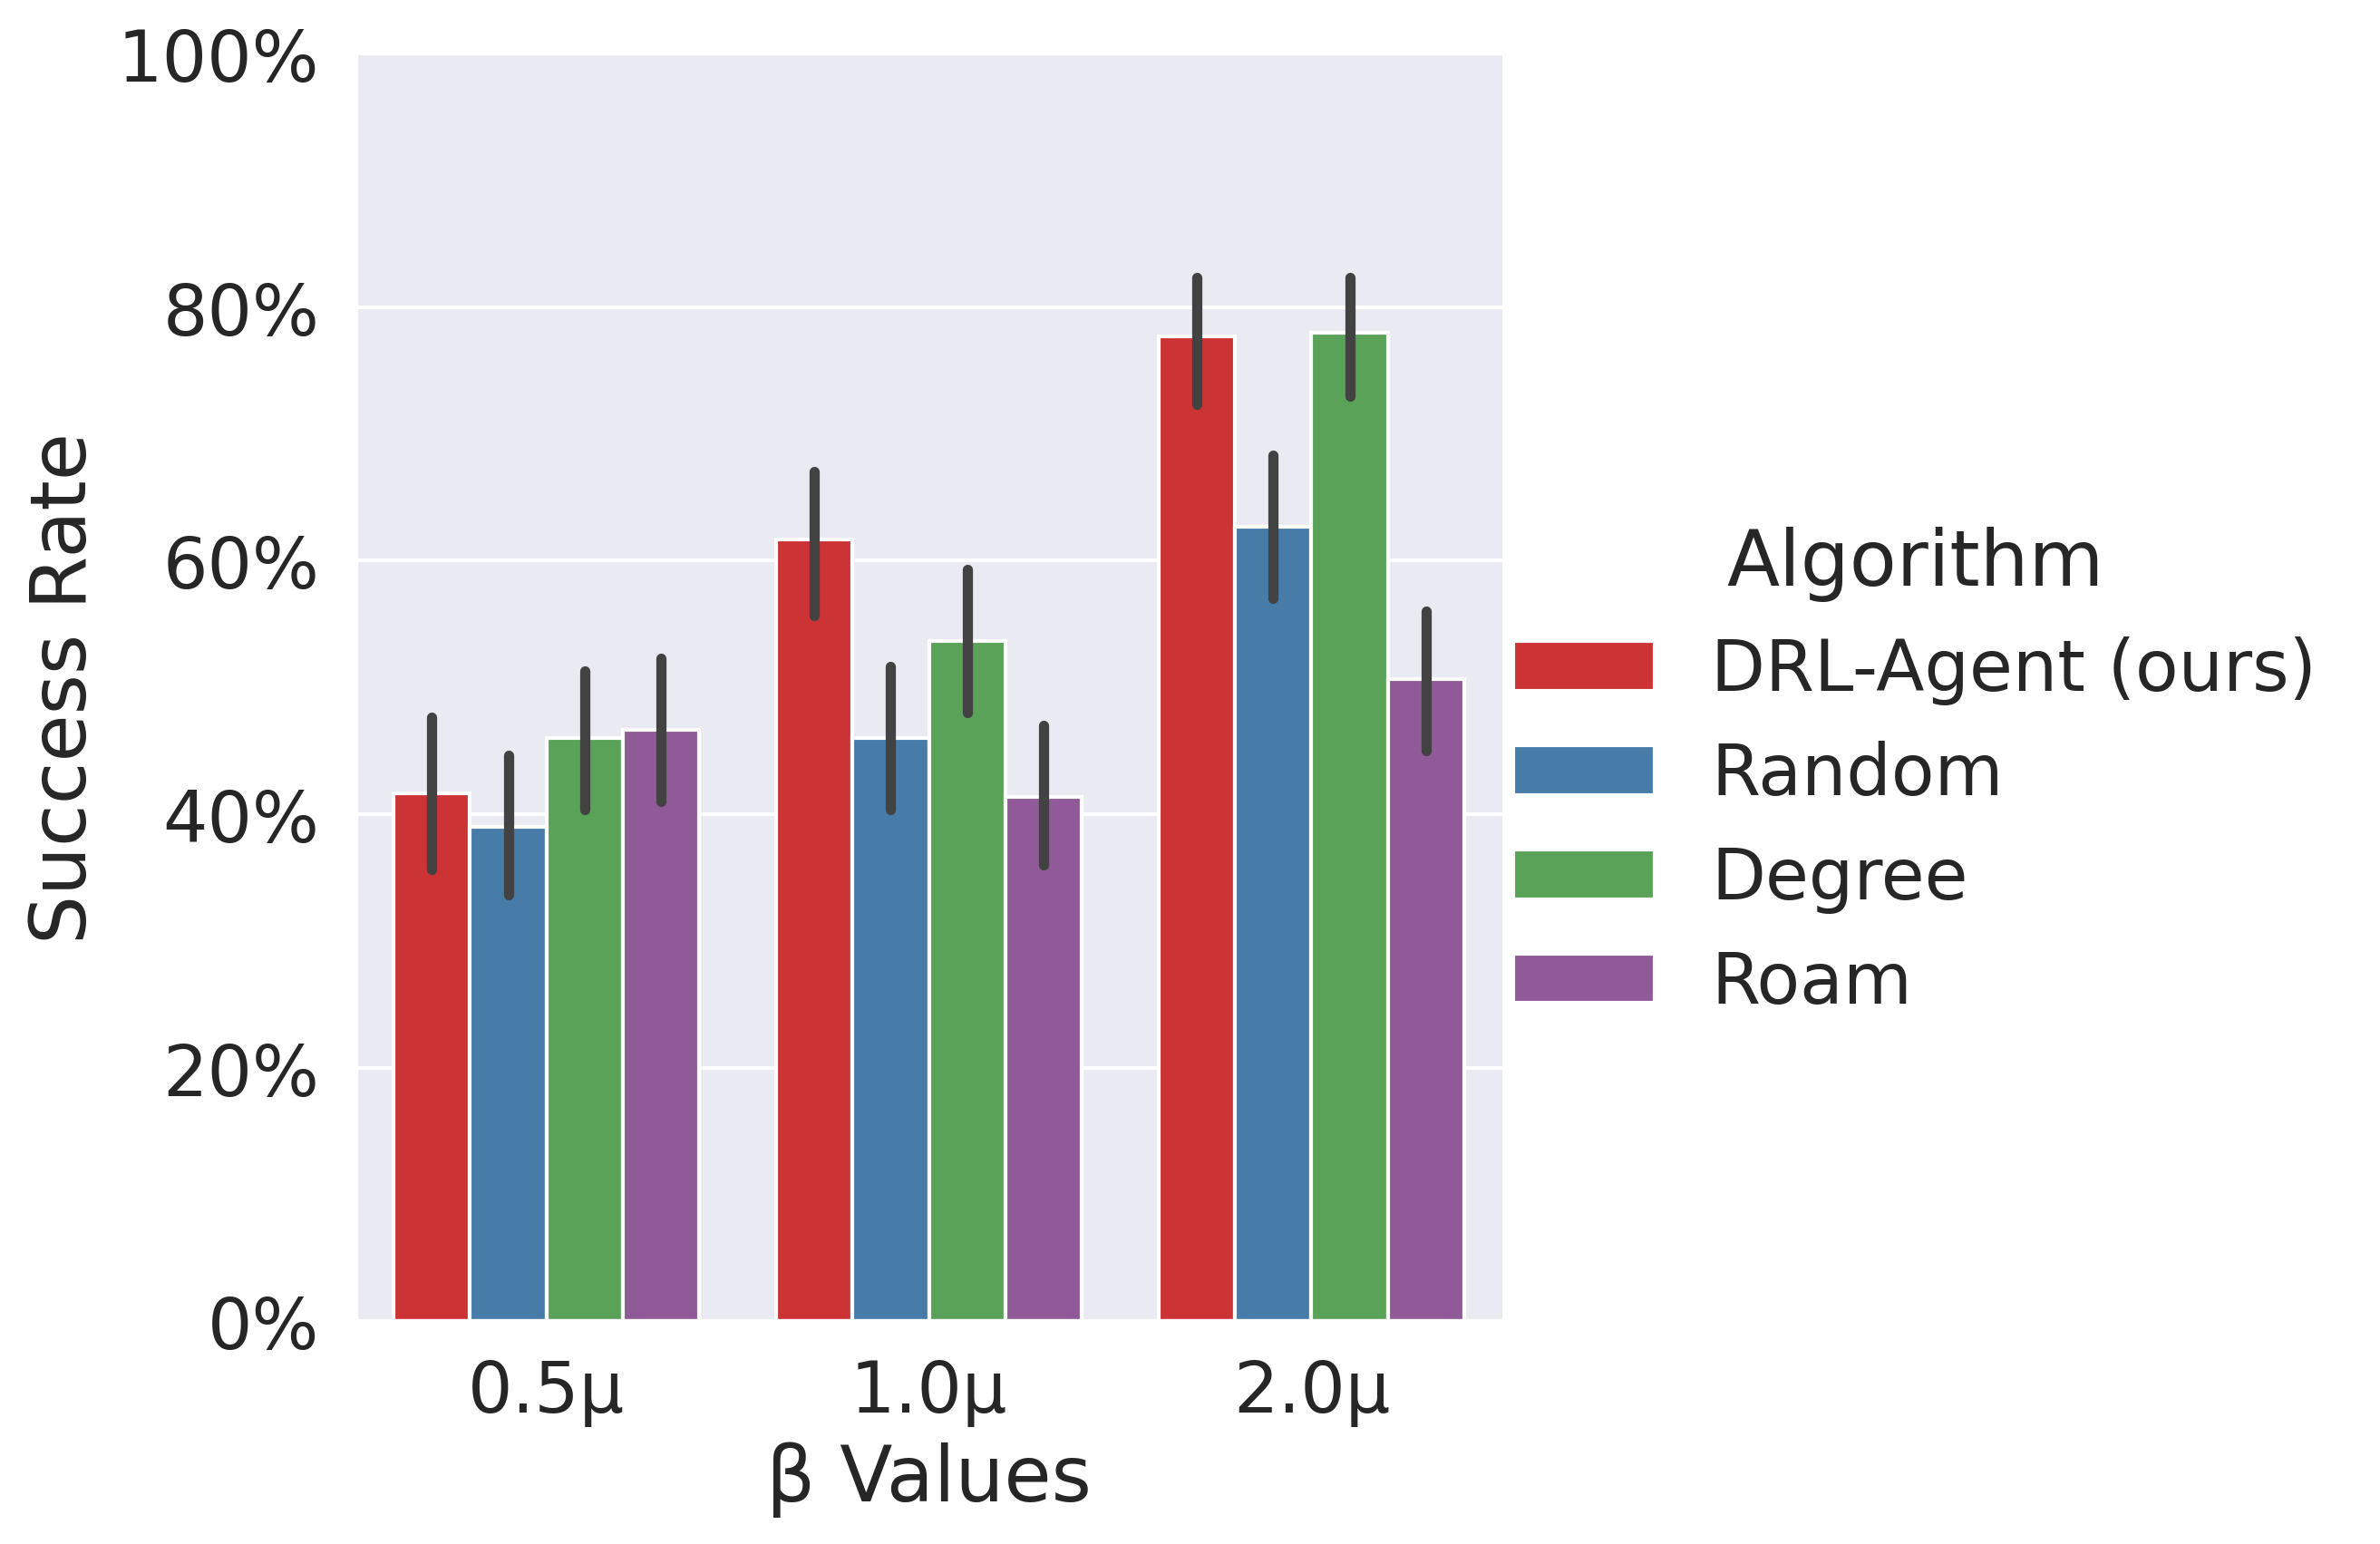 100%
80%
60%
40%
20%
0%
Success Rate
0.5μ 1.0μ 2.0μ
β Values
Algorithm
DRL-Agent (ours)
Random
Degree
Roam